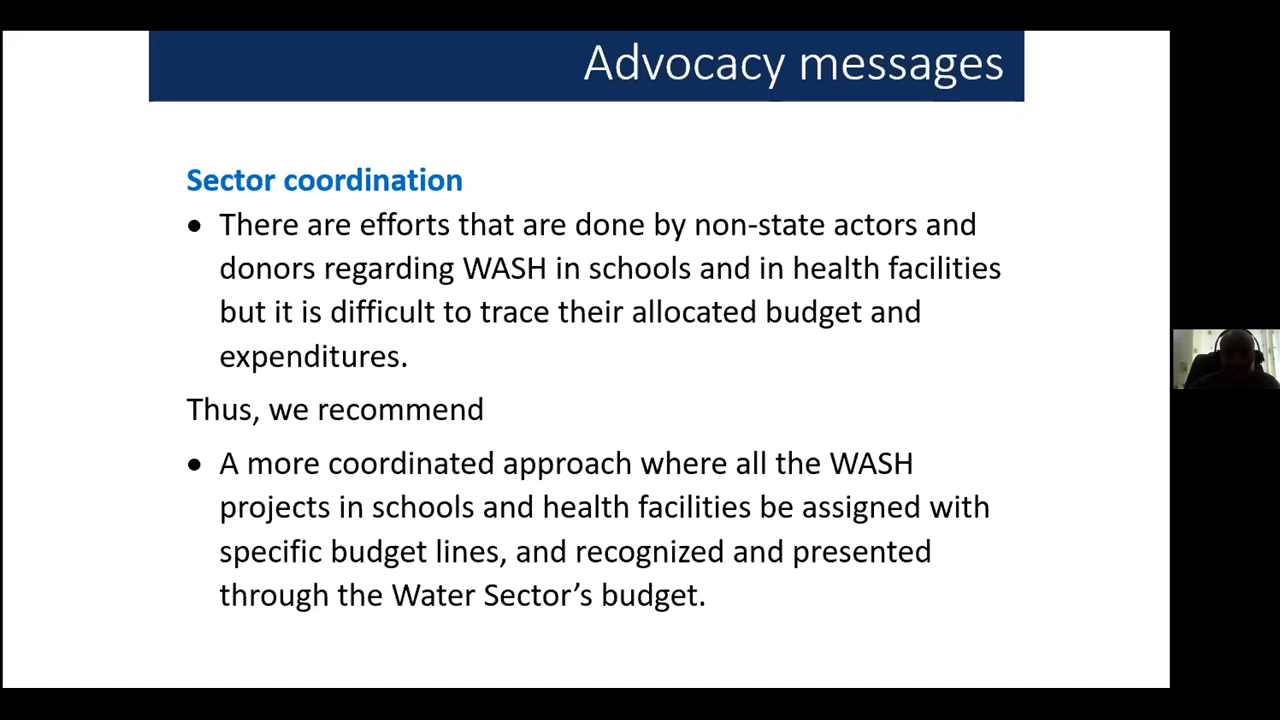 Advocacy messages
Sector coordination
• There are efforts that are done by non-state actors and
donors regarding WASH in schools and in health facilities
but it is difficult to trace their allocated budget and
expenditures.
Thus, we recommend
• A more coordinated approach where all the WASH
projects in schools and health facilities be assigned with
specific budget lines, and recognized and presented
through the Water Sector’s budget.